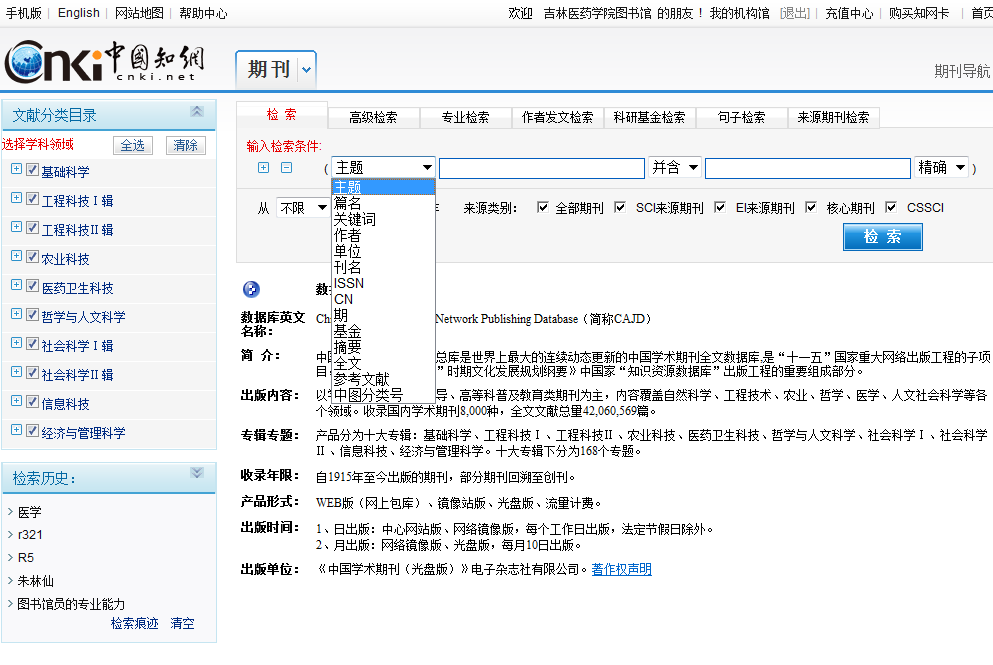 手机版 English 网站地图 帮助中心 欢迎 吉林医药学院图书馆 的朋友！ 我的机构馆 [退出] 充值中心 购买知网卡 首页
cnki 中國知網
cnki.net
期刊
期刊导航
文献分类目录
选择学科领域 全选 清除
基础科学
工程科技Ⅰ辑
工程科技Ⅱ辑
农业科技
医药卫生科技
哲学与人文科学
社会科学Ⅰ辑
社会科学Ⅱ辑
信息科技
经济与管理科学
检索历史：
医学
r321
R5
朱林仙
图书馆员的专业能力
检索痕迹 清空
检索 高级检索 专业检索 作者发文检索 科研基金检索 句子检索 来源期刊检索
输入检索条件:
( 主题 并含 精确 )
主题
篇名
关键词
作者
单位
刊名
ISSN
CN
期
基金
摘要
全文
参考文献
中图分类号
从 不限 来源类别: 全部期刊 SCI来源期刊 EI来源期刊 核心期刊 CSSCI
检索
数
数据库英文名称： Ch Network Publishing Database（简称CAJD）
简 介： 中 总库是世界上最大的连续动态更新的中国学术期刊全文数据库,是“十一五”国家重大网络出版工程的子项
目 ”时期文化发展规划纲要》中国家“知识资源数据库”出版工程的重要组成部分。
出版内容： 以 导、高等科普及教育类期刊为主，内容覆盖自然科学、工程技术、农业、哲学、医学、人文社会科学等各
个领域。收录国内学术期刊8,000种，全文文献总量42,060,569篇。
专辑专题： 产品分为十大专辑：基础科学、工程科技Ⅰ、工程科技Ⅱ、农业科技、医药卫生科技、哲学与人文科学、社会科学Ⅰ、社会科学
Ⅱ、信息科技、经济与管理科学。十大专辑下分为168个专题。
收录年限： 自1915年至今出版的期刊，部分期刊回溯至创刊。
产品形式： WEB版（网上包库）、镜像站版、光盘版、流量计费。
出版时间： 1、日出版：中心网站版、网络镜像版，每个工作日出版，法定节假日除外。
2、月出版：网络镜像版、光盘版，每月10日出版。
出版单位： 《中国学术期刊（光盘版）》电子杂志社有限公司。著作权声明